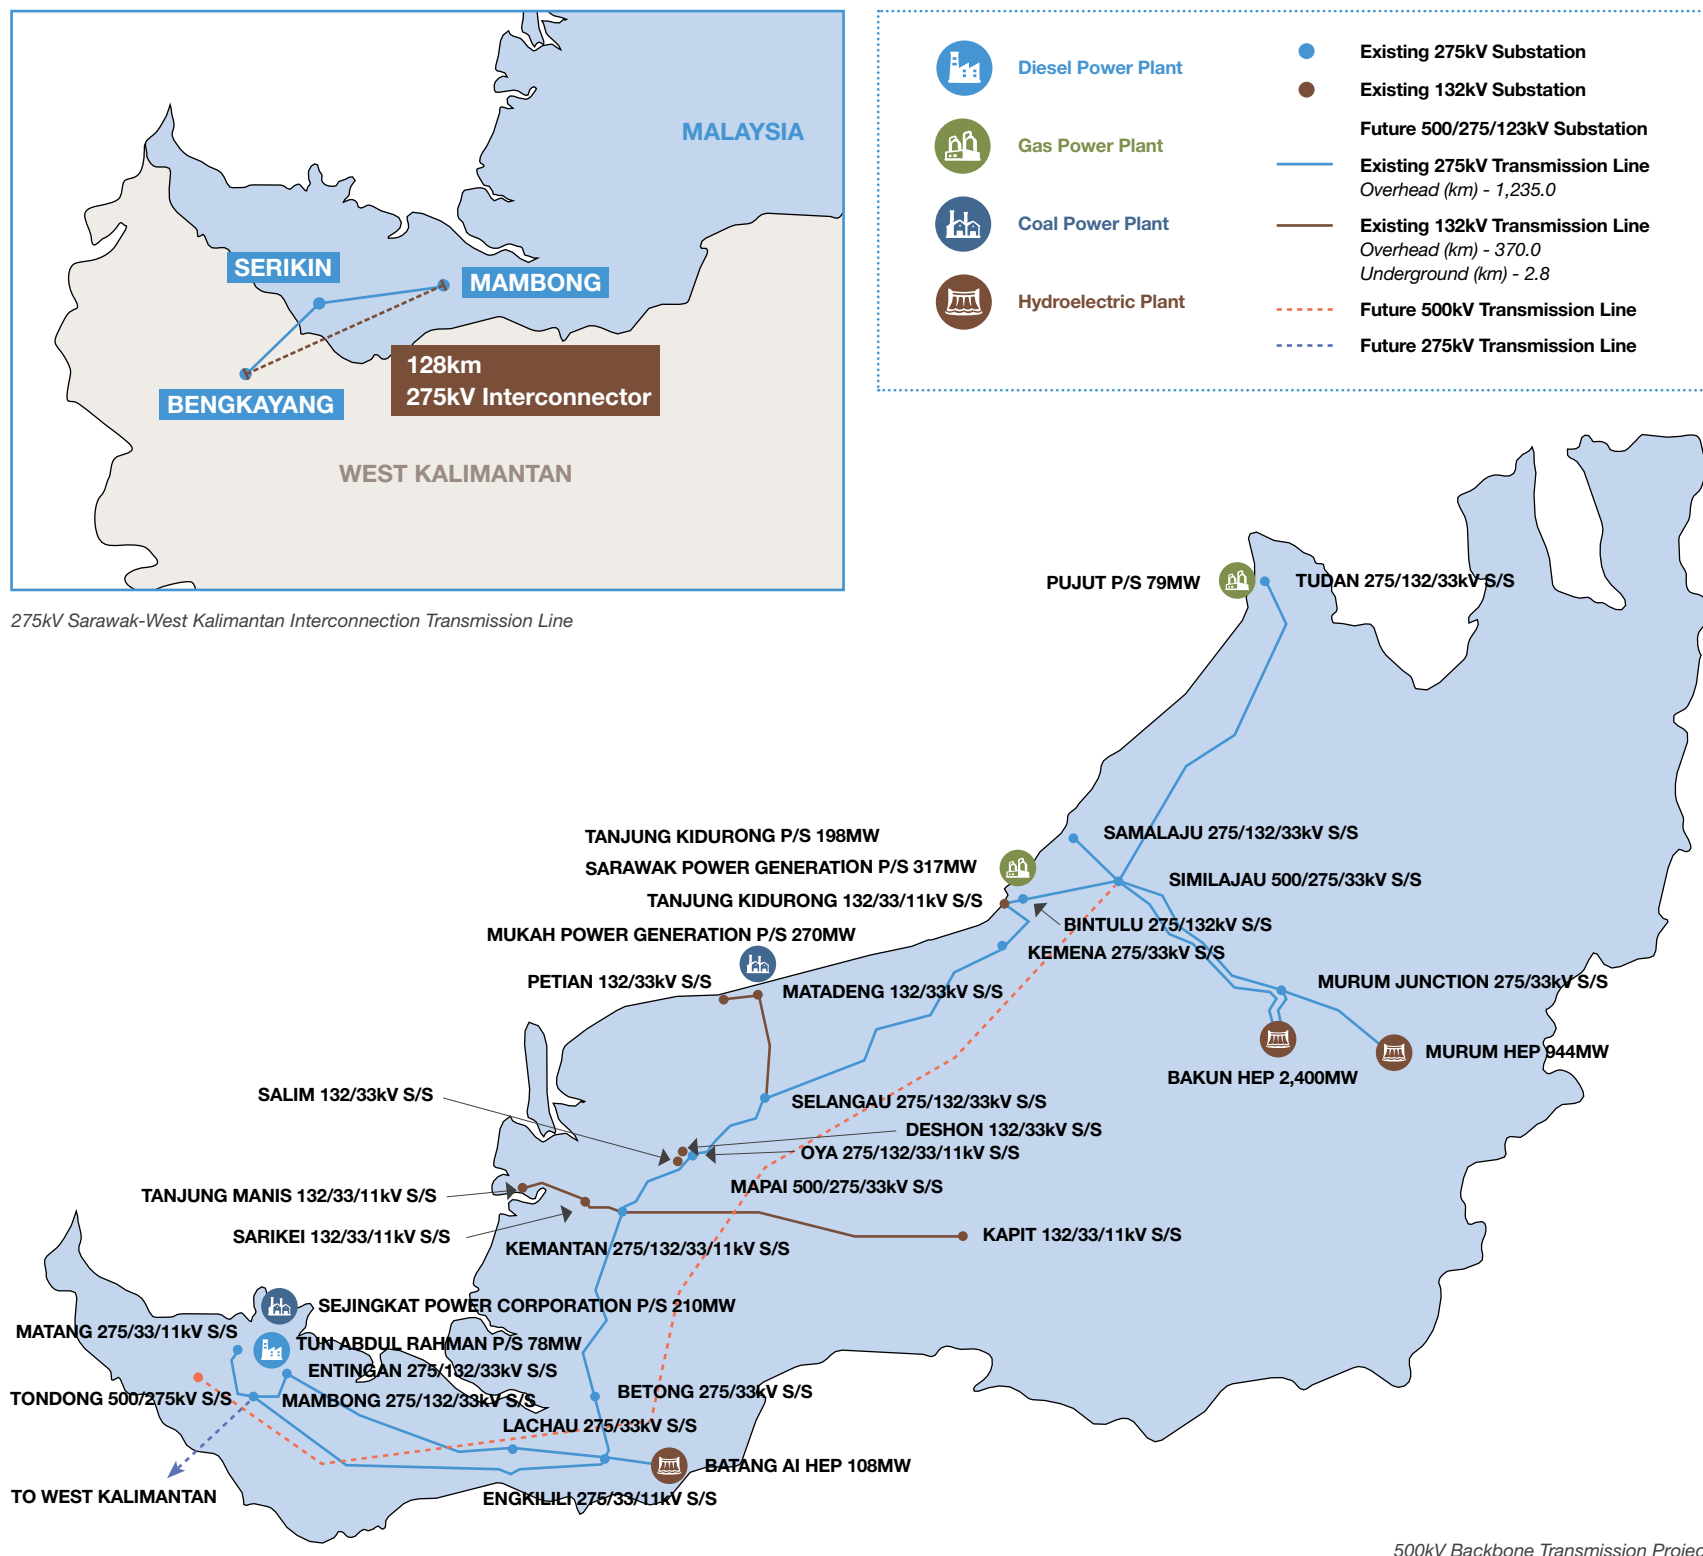 MALAYSIA
SERIKIN
MAMBONG
128km
275kV Interconnector
BENGKAYANG
WEST KALIMANTAN
275kV Sarawak-West Kalimantan Interconnection Transmission Line
Diesel Power Plant
Gas Power Plant
Coal Power Plant
Hydroelectric Plant
Existing 275kV Substation
Existing 132kV Substation
Future 500/275/123kV Substation
Existing 275kV Transmission Line
Overhead (km) - 1,235.0
Existing 132kV Transmission Line
Overhead (km) - 370.0
Underground (km) - 2.8
Future 500kV Transmission Line
Future 275kV Transmission Line
PUJUT P/S 79MW
TUDAN 275/132/33kV S/S
TANJUNG KIDURONG P/S 198MW
SAMALAJU 275/132/33kV S/S
SARAWAK POWER GENERATION P/S 317MW
SIMILAJAU 500/275/33kV S/S
TANJUNG KIDURONG 132/33/11kV S/S
BINTULU 275/132kV S/S
MUKAH POWER GENERATION P/S 270MW
KEMENA 275/33kV S/S
PETIAN 132/33kV S/S
MATADENG 132/33kV S/S
MURUM JUNCTION 275/33kV S/S
MURUM HEP 944MW
BAKUN HEP 2,400MW
SALIM 132/33kV S/S
SELANGAU 275/132/33kV S/S
DESHON 132/33kV S/S
OYA 275/132/33/11kV S/S
MAPAI 500/275/33kV S/S
TANJUNG MANIS 132/33/11kV S/S
SARIKEI 132/33/11kV S/S
KAPIT 132/33/11kV S/S
KEMANTAN 275/132/33/11kV S/S
SEJINGKAT POWER CORPORATION P/S 210MW
MATANG 275/33/11kV S/S
TUN ABDUL RAHMAN P/S 78MW
ENTINGAN 275/132/33kV S/S
TONDONG 500/275kV S/S
MAMBONG 275/132/33kV S/S
BETONG 275/33kV S/S
LACHAU 275/33kV S/S
BATANG AI HEP 108MW
TO WEST KALIMANTAN
ENGKILILI 275/33/11kV S/S
500kV Backbone Transmission Projec